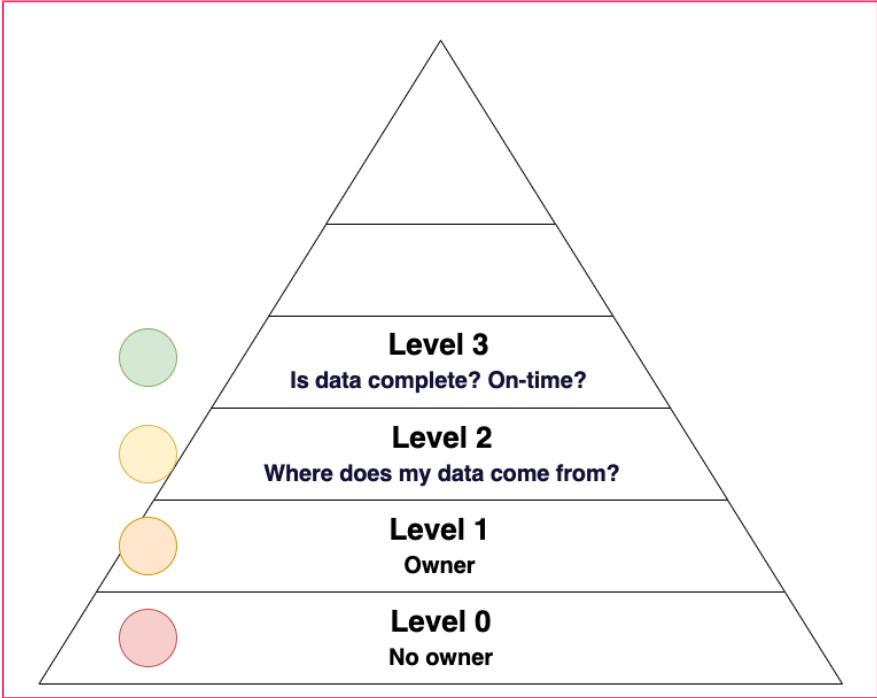 Level 3
Is data complete? On-time?
Level 2
Where does my data come from?
Level 1
Owner
Level 0
No owner